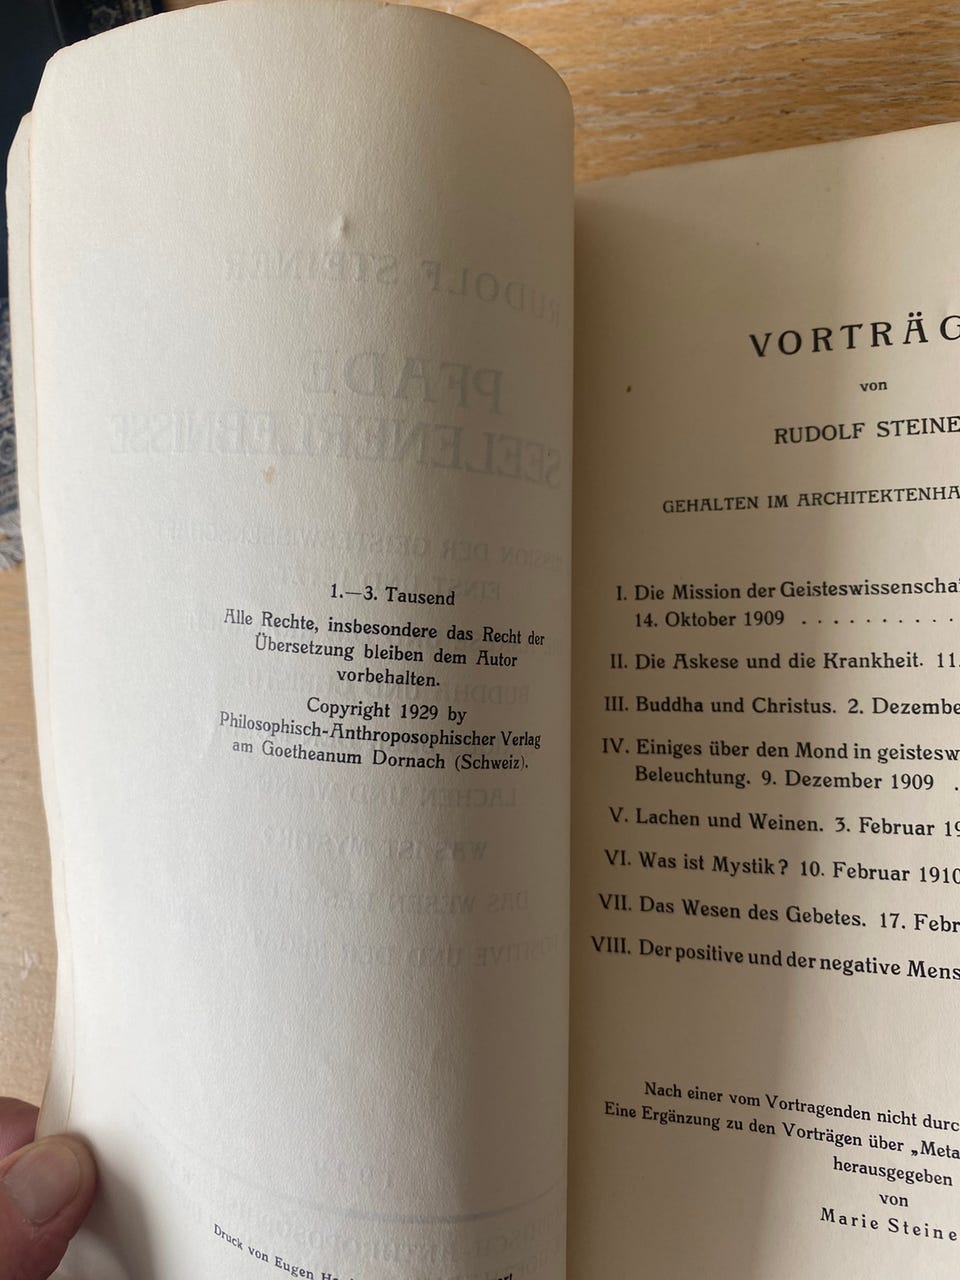 1.—3. Tausend
Alle Rechte, insbesondere das Recht der
Übersetzung bleiben dem Autor
vorbehalten.
Copyright 1929 by
Philosophisch-Anthroposophischer Verlag
am Goetheanum Dornach (Schweiz).
Druck von Eugen
VORTRÄG
von
RUDOLF STEINE
GEHALTEN IM ARCHITEKTENHA
I. Die Mission der Geisteswissenschaf
14. Oktober 1909 . . . . . . . . .
II. Die Askese und die Krankheit. 11.
III. Buddha und Christus. 2. Dezembe
IV. Einiges über den Mond in geistesw
Beleuchtung. 9. Dezember 1909 .
V. Lachen und Weinen. 3. Februar 19
VI. Was ist Mystik? 10. Februar 1910
VII. Das Wesen des Gebetes. 17. Febr
VIII. Der positive und der negative Mens
Nach einer vom Vortragenden nicht durc
Eine Ergänzung zu den Vorträgen über „Meta
herausgegeben
von
Marie Steine